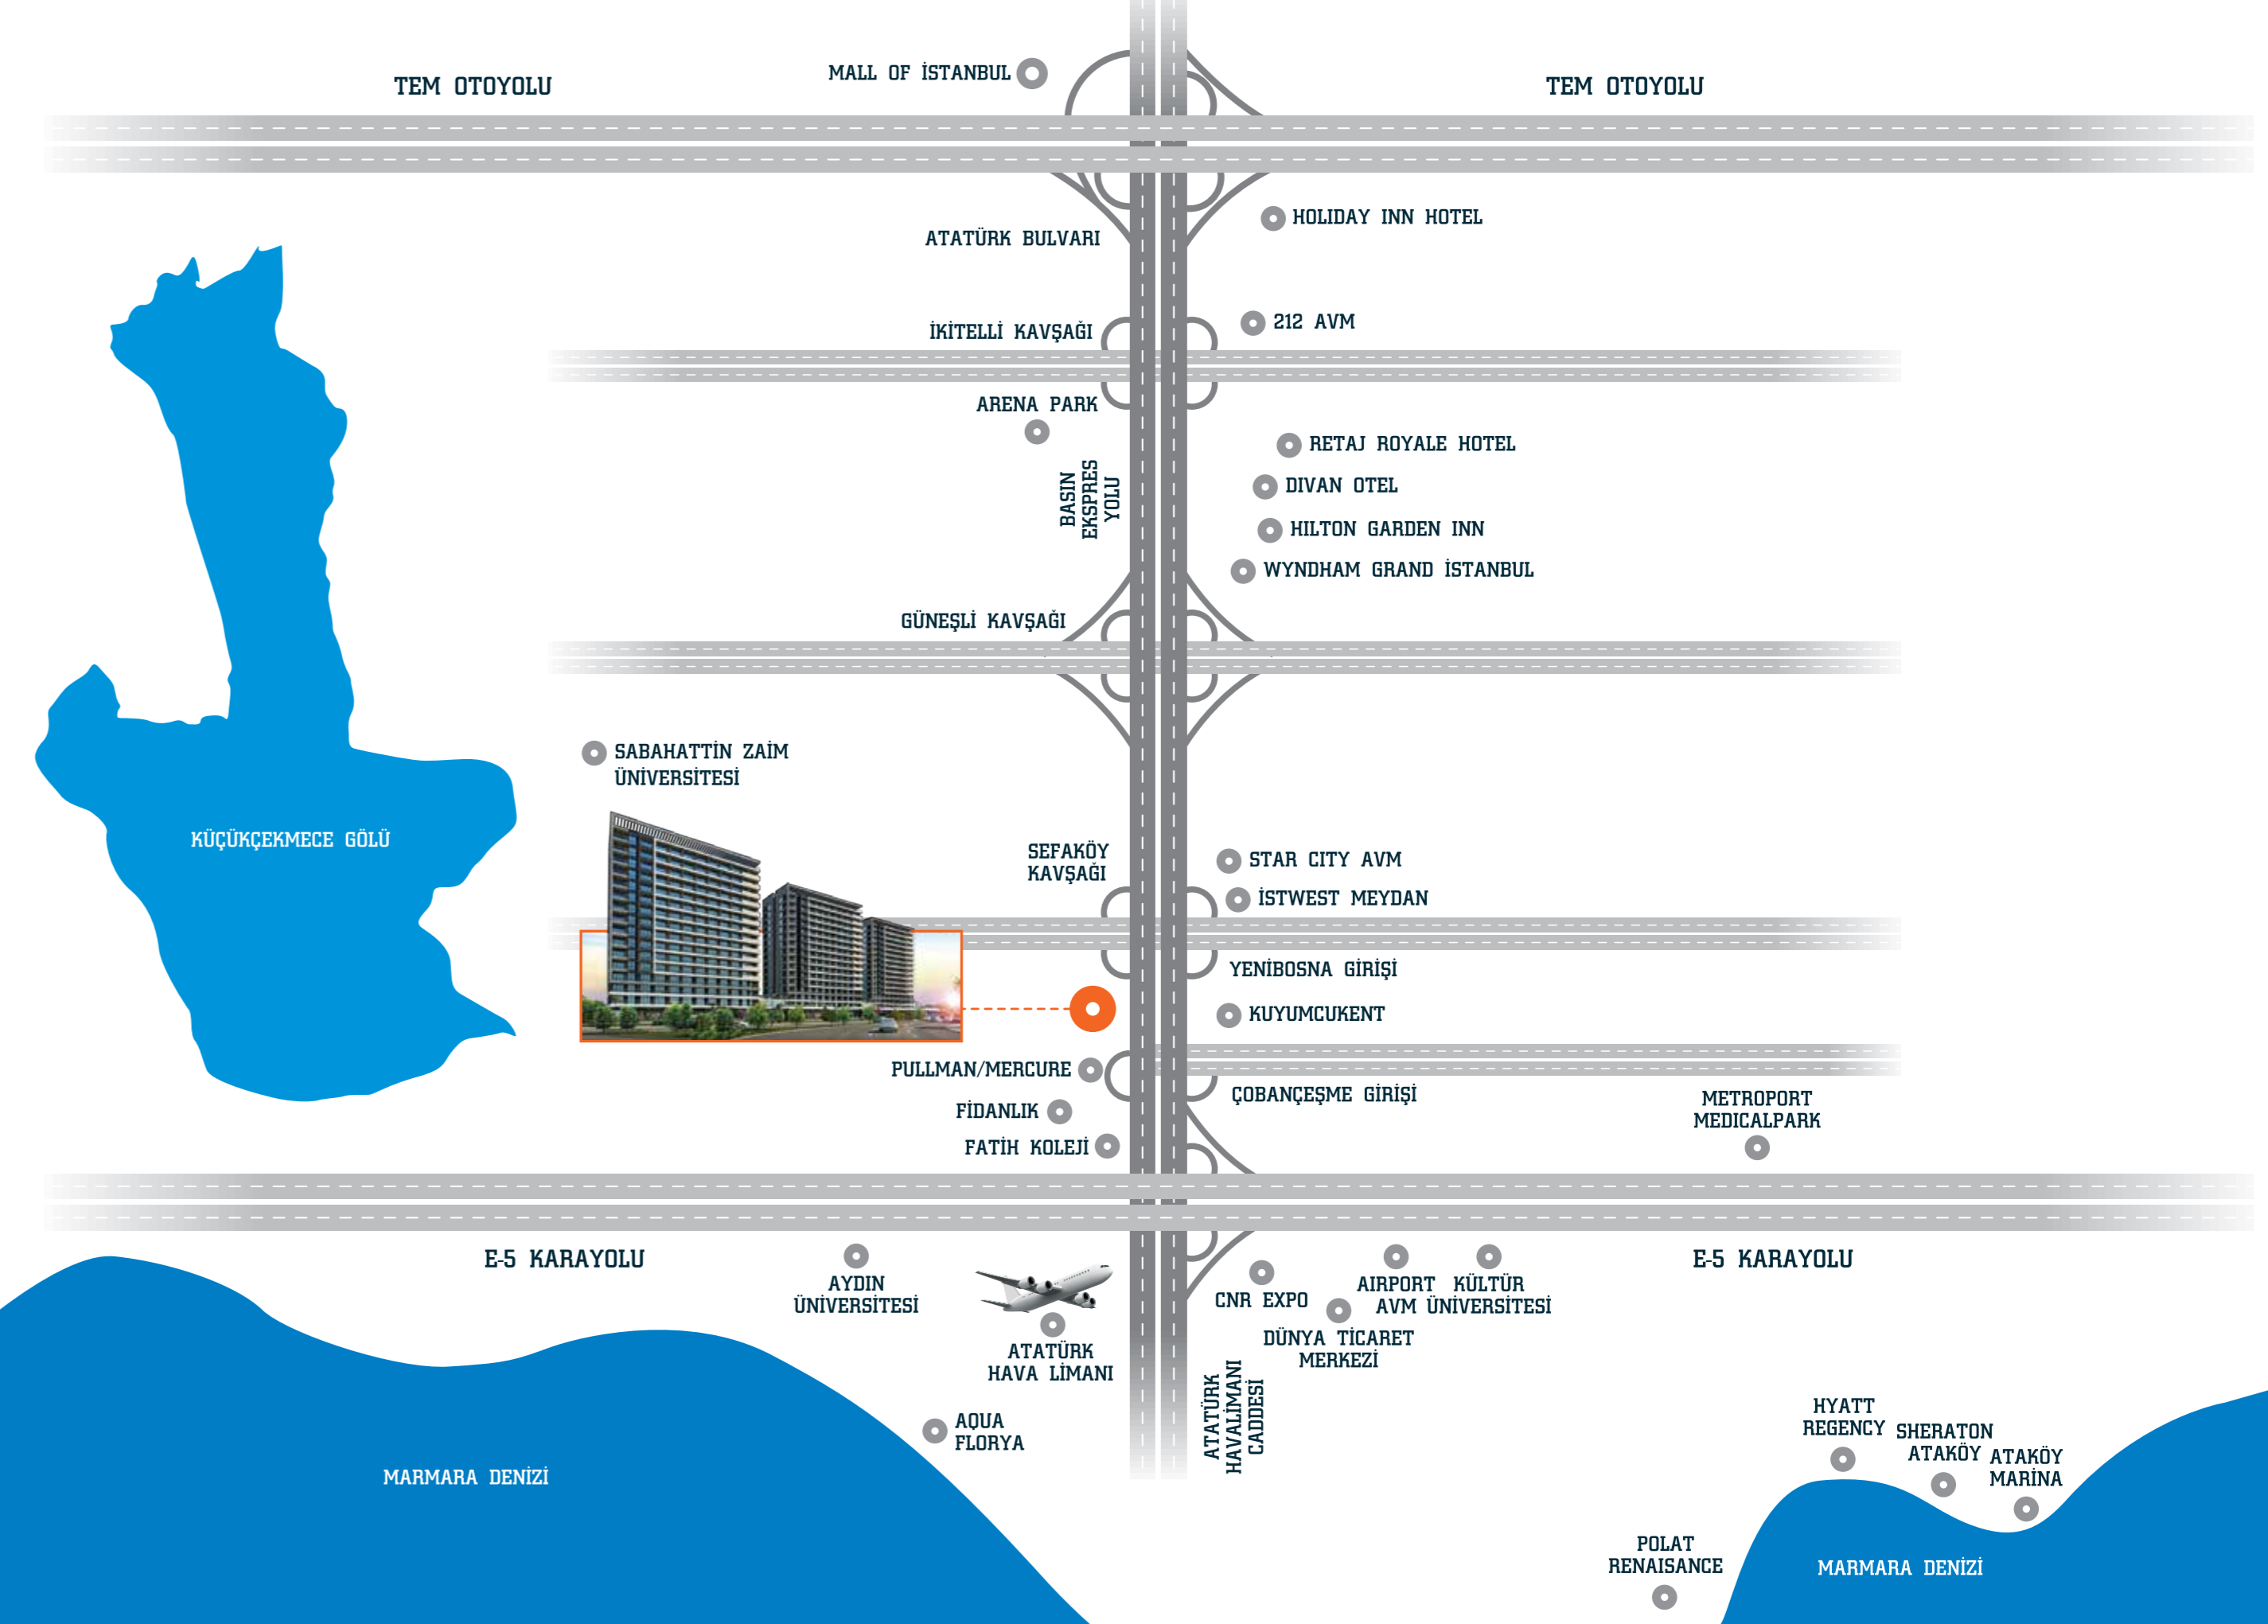 MALL OF İSTANBUL
TEM OTOYOLU
TEM OTOYOLU
HOLIDAY INN HOTEL
ATATÜRK BULVARI
212 AVM
İKİTELLİ KAVŞAĞI
ARENA PARK
BASIN
EKSPRES
YOLU
RETAJ ROYALE HOTEL
DIVAN OTEL
HILTON GARDEN INN
WYNDHAM GRAND İSTANBUL
GÜNEŞLİ KAVŞAĞI
SABAHATTİN ZAİM
ÜNİVERSİTESİ
KÜÇÜKÇEKMECE GÖLÜ
SEFAKÖY
KAVŞAĞI
STAR CITY AVM
İSTWEST MEYDAN
YENİBOSNA GİRİŞİ
KUYUMCUKENT
PULLMAN/MERCURE
ÇOBANÇEŞME GİRİŞİ
FİDANLIK
FATİH KOLEJİ
METROPORT
MEDICALPARK
E-5 KARAYOLU
E-5 KARAYOLU
AYDIN
ÜNİVERSİTESİ
ATATÜRK
HAVA LİMANI
CNR EXPO
AIRPORT
AVM
KÜLTÜR
ÜNİVERSİTESİ
DÜNYA TİCARET
MERKEZİ
ATATÜRK
HAVALİMANI
CADDESİ
AQUA
FLORYA
MARMARA DENİZİ
HYATT
REGENCY
SHERATON
ATAKÖY
ATAKÖY
MARİNA
POLAT
RENAISANCE
MARMARA DENİZİ